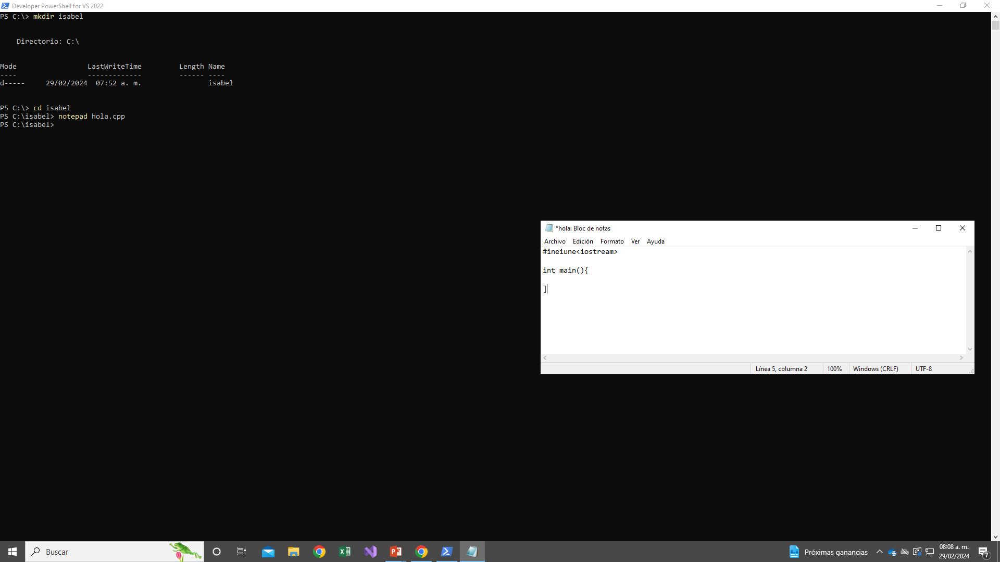 Developer PowerShell for VS 2022
PS C:\> mkdir isabel
Directorio: C:\
Mode LastWriteTime Length Name
---- ------------- ------ ----
d----- 29/02/2024 07:52 a. m. isabel
PS C:\> cd isabel
PS C:\isabel> notepad hola.cpp
PS C:\isabel>
*hola: Bloc de notas
Archivo Edición Formato Ver Ayuda
#ineiune<iostream>
int main(){
]
Línea 5, columna 2 100% Windows (CRLF) UTF-8
Buscar
Próximas ganancias
08:08 a. m.
29/02/2024
7